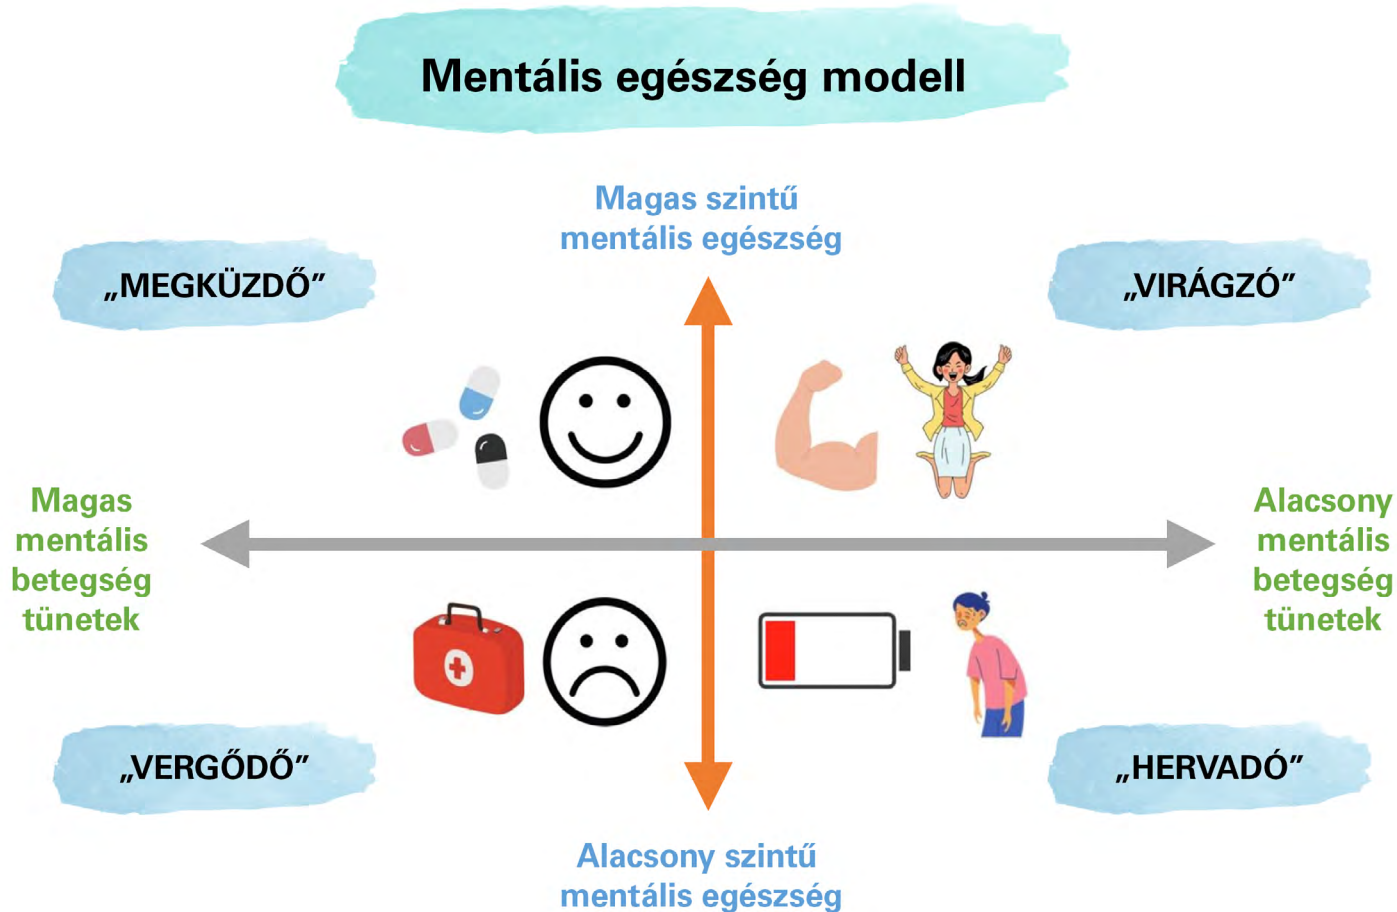 Mentális egészség modell
Magas szintű
mentális egészség
„MEGKÜZDŐ”
„VIRÁGZÓ”
Magas
mentális
betegség
tünetek
Alacsony
mentális
betegség
tünetek
„VERGŐDŐ”
„HERVADÓ”
Alacsony szintű
mentális egészség